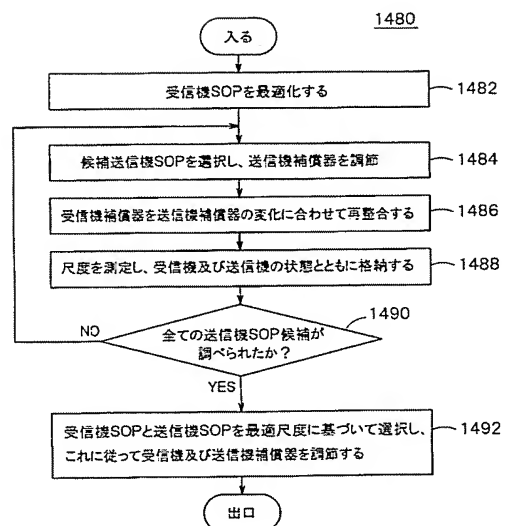 1480
入る
受信機SOPを最適化する
1482
候補送信機SOPを選択し、送信機補償器を調節
1484
受信機補償器を送信機補償器の変化に合わせて再整合する
1486
尺度を測定し、受信機及び送信機の状態とともに格納する
1488
1490
全ての送信機SOP候補が
調べられたか？
NO
YES
受信機SOPと送信機SOPを最適尺度に基づいて選択し、
これに従って受信機及び送信機補償器を調節する
1492
出口